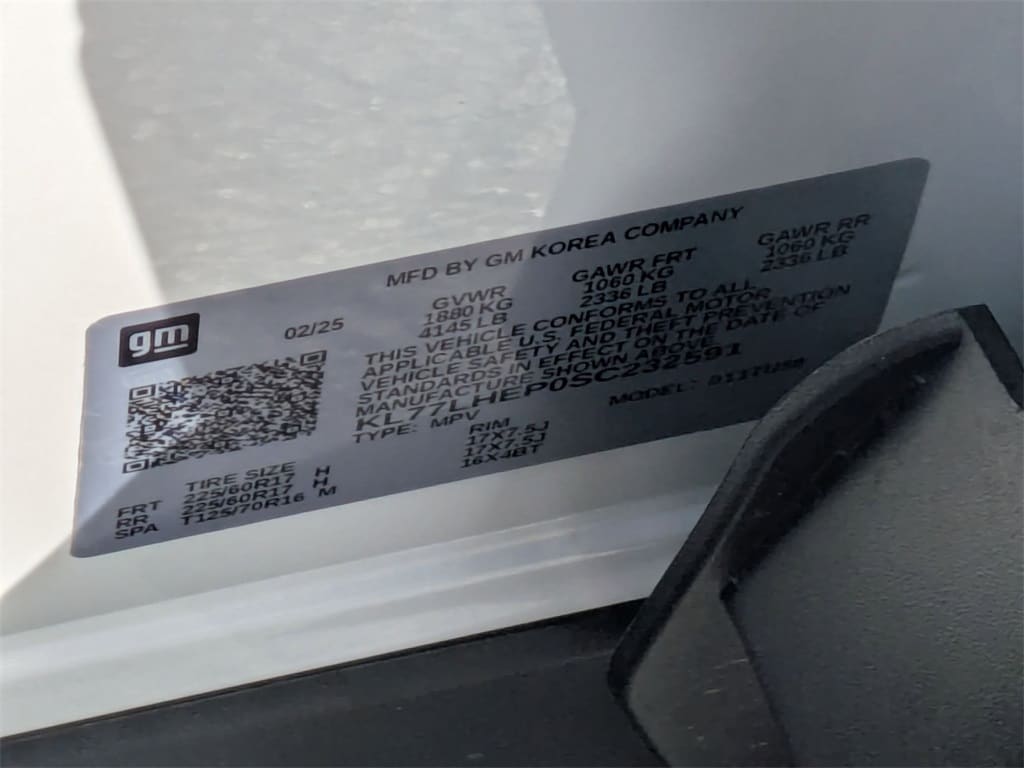 MFD BY GM KOREA COMPANY
gm
02/25
GVWR GAWR FRT GAWR RR
1880 KG 1060 KG 1060 KG
4145 LB 2336 LB 2336 LB
THIS VEHICLE CONFORMS TO ALL
APPLICABLE U.S. FEDERAL MOTOR
VEHICLE SAFETY AND THEFT PREVENTION
STANDARDS IN EFFECT ON THE DATE OF
MANUFACTURE SHOWN ABOVE
KL77LHEP0SC232591
TYPE: MPV MODEL:
TIRE SIZE RIM
FRT 225/60R17 H 17X7.5J
RR 225/60R17 H 17X7.5J
SPA T125/70R16 M 16X4BT